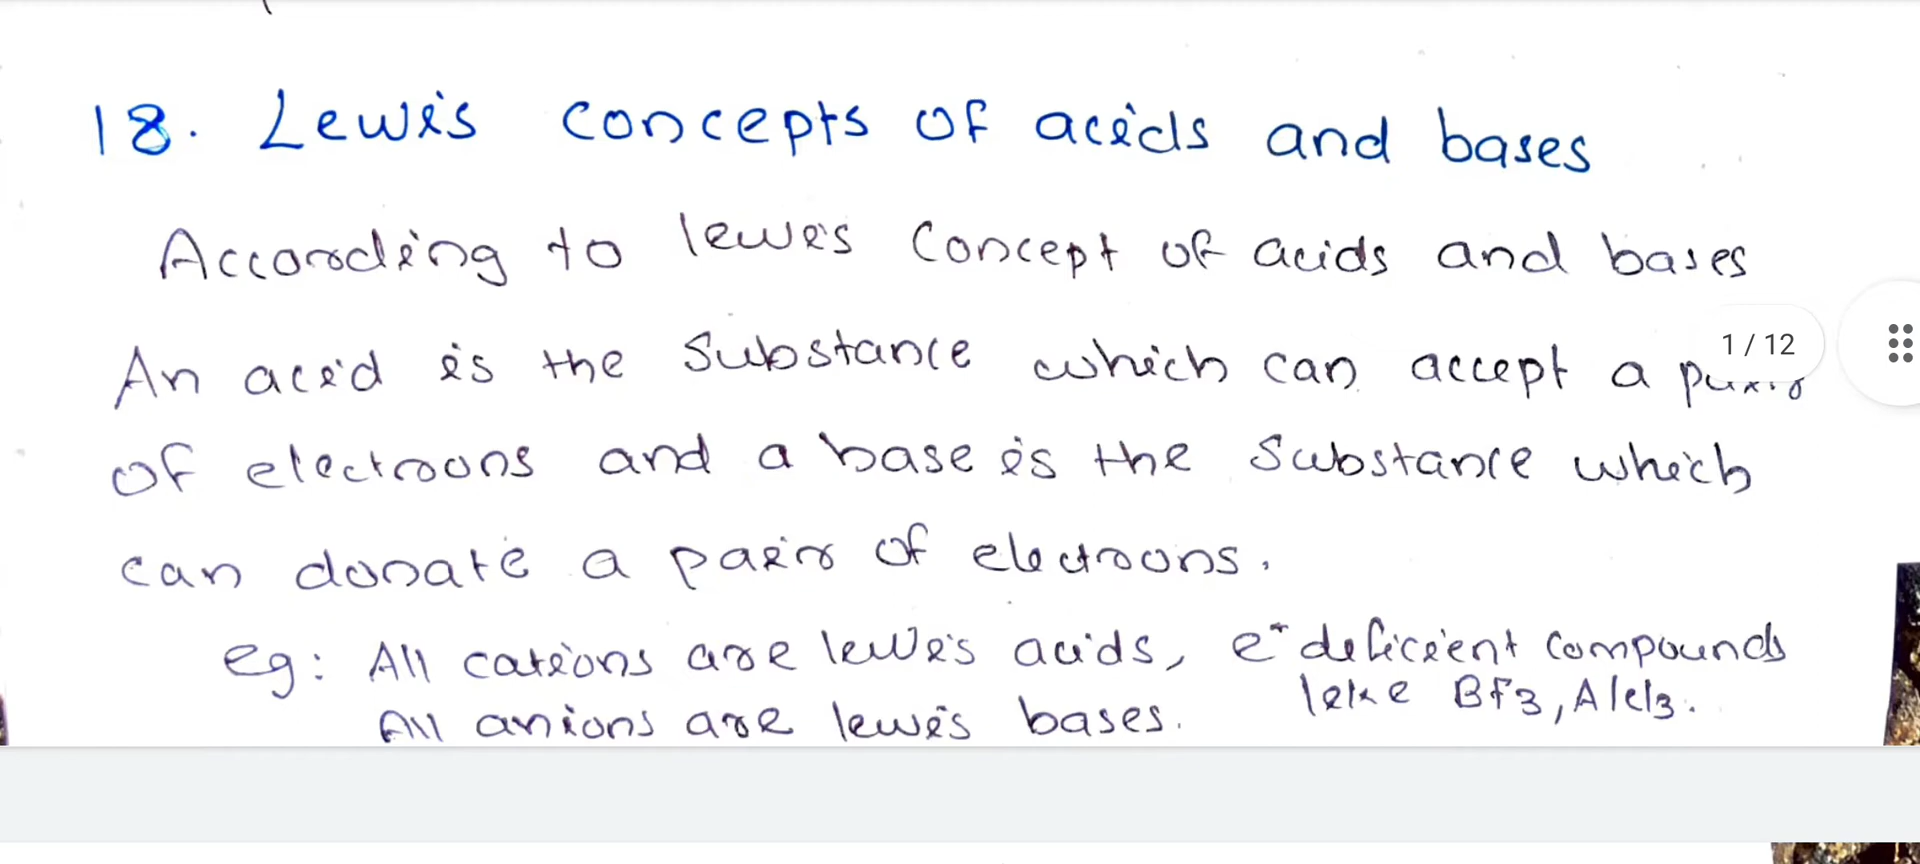 18. Lewis concepts of acids and bases
According to lewis Concept of acids and bases
An acid is the Substance which can accept a pair
1 / 12
of electrons and a base is the Substance which
can donate a pair of electrons.
eg: All cations are lewis acids, e⁻ deficient compounds
like BF3, AlCl3.
All anions are lewis bases.